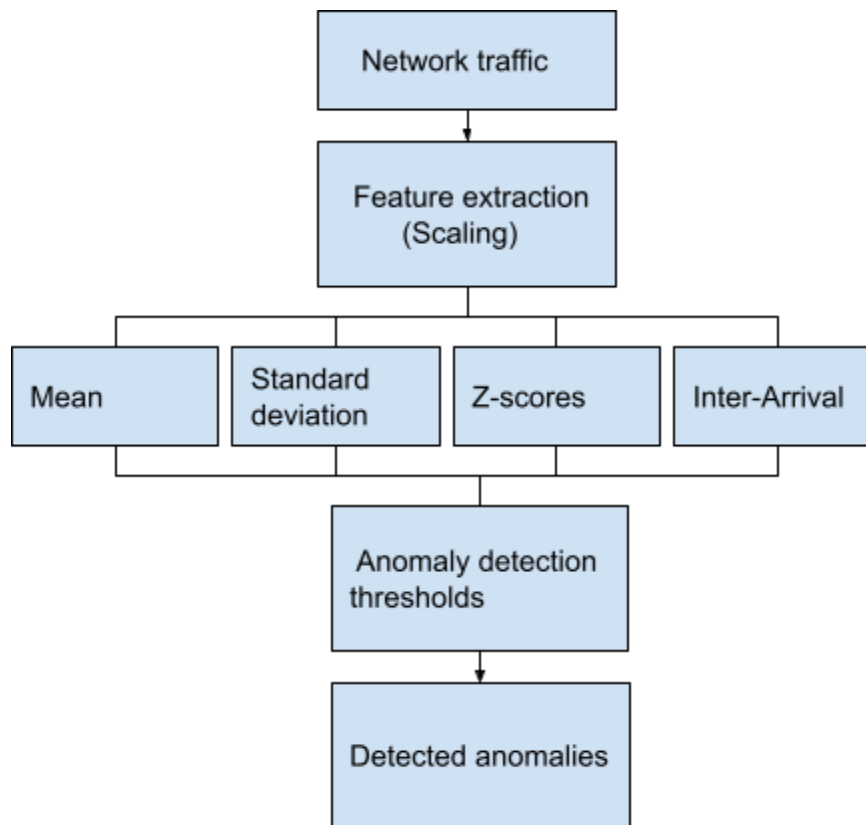 Network traffic
Feature extraction
(Scaling)
Mean
Standard
deviation
Z-scores
Inter-Arrival
Anomaly detection
thresholds
Detected anomalies